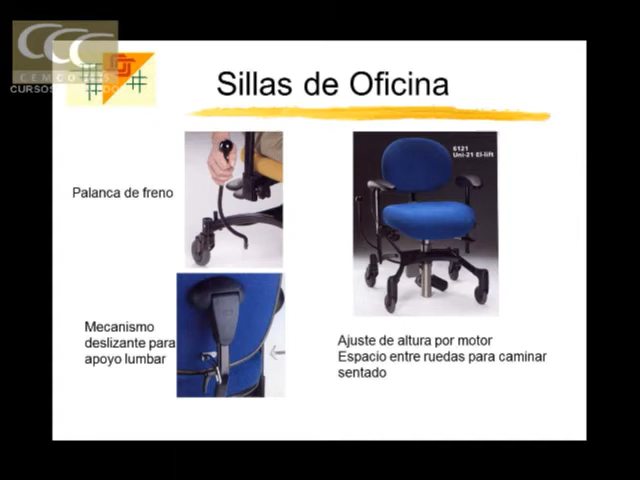 CCC
CEMCO
CURSOS
Sillas de Oficina
Palanca de freno
6121
Uni-21 El-lift
Mecanismo
deslizante para
apoyo lumbar
Ajuste de altura por motor
Espacio entre ruedas para caminar
sentado